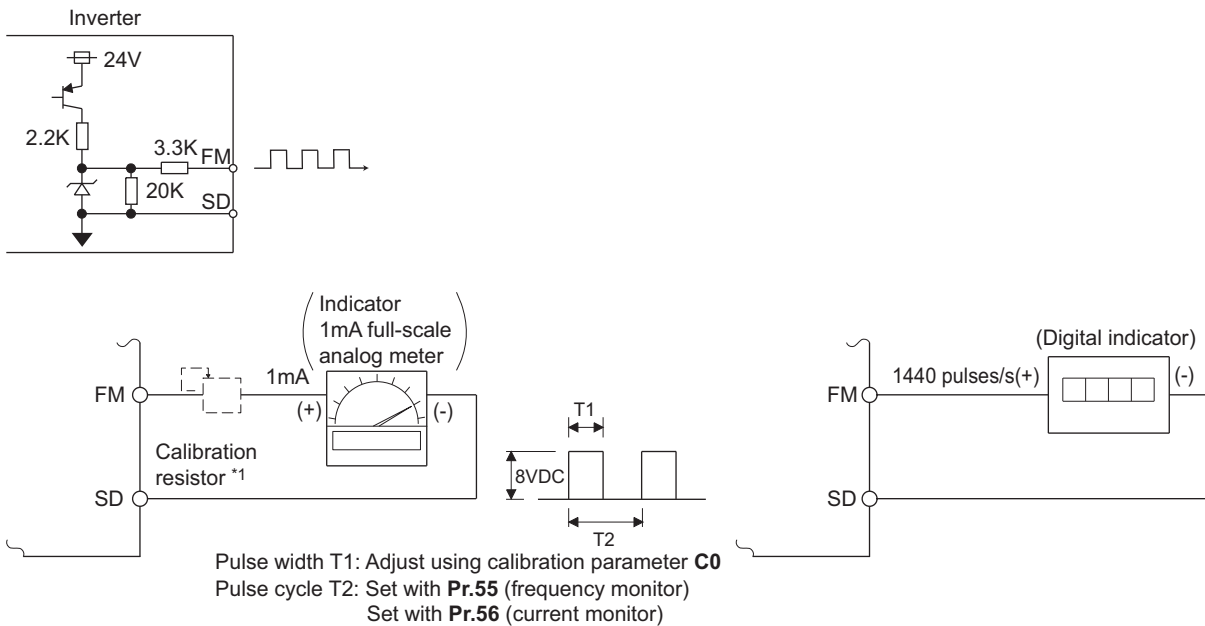 Inverter
24V
2.2K
3.3K
FM
20K
SD
Indicator
1mA full-scale
analog meter
1mA
FM
(+)
(-)
Calibration
resistor *1
SD
T1
8VDC
T2
(Digital indicator)
1440 pulses/s(+)
(-)
FM
SD
Pulse width T1: Adjust using calibration parameter C0
Pulse cycle T2: Set with Pr.55 (frequency monitor)
Set with Pr.56 (current monitor)